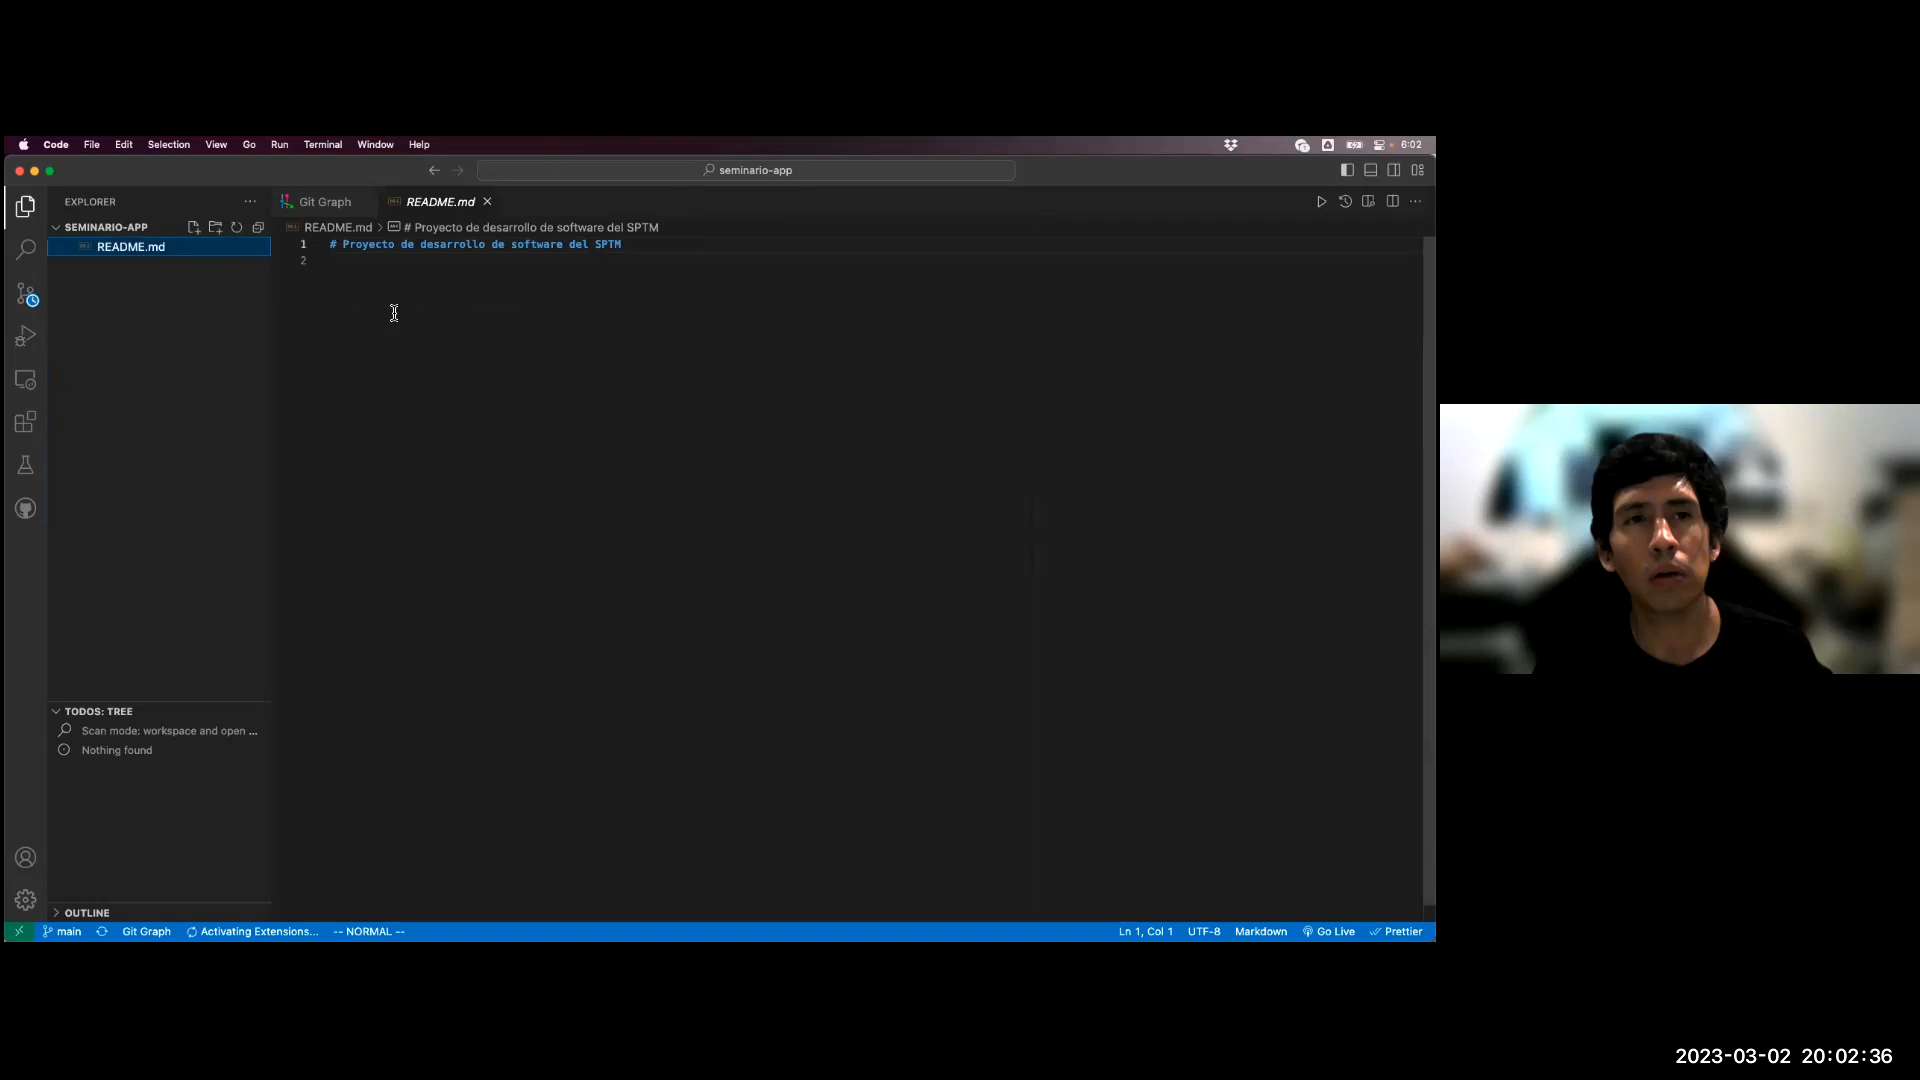 Code File Edit Selection View Go Run Terminal Window Help 6:02
seminario-app
EXPLORER
Git Graph README.md
SEMINARIO-APP
README.md > # Proyecto de desarrollo de software del SPTM
README.md
1 # Proyecto de desarrollo de software del SPTM
2
TODOS: TREE
Scan mode: workspace and open ...
Nothing found
OUTLINE
main Git Graph Activating Extensions... -- NORMAL -- Ln 1, Col 1 UTF-8 Markdown Go Live Prettier
2023-03-02 20:02:36